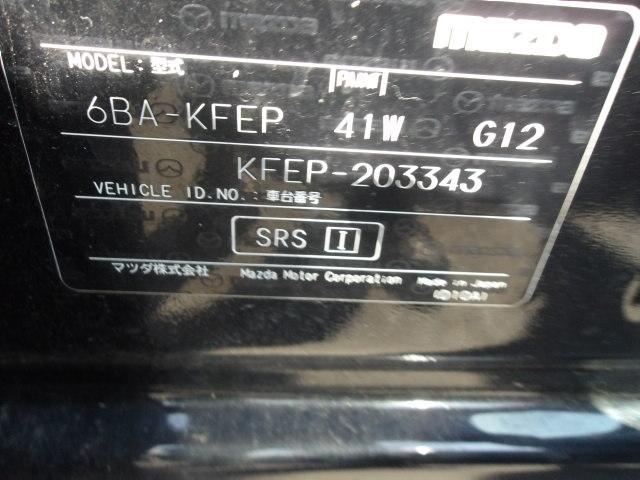 mazda
MODEL: 型式 PAINT
6BA-KFEP 41W G12
KFEP-203343
VEHICLE ID.NO.: 車台番号
SRS I
マツダ株式会社 Mazda Motor Corporation Made in Japan